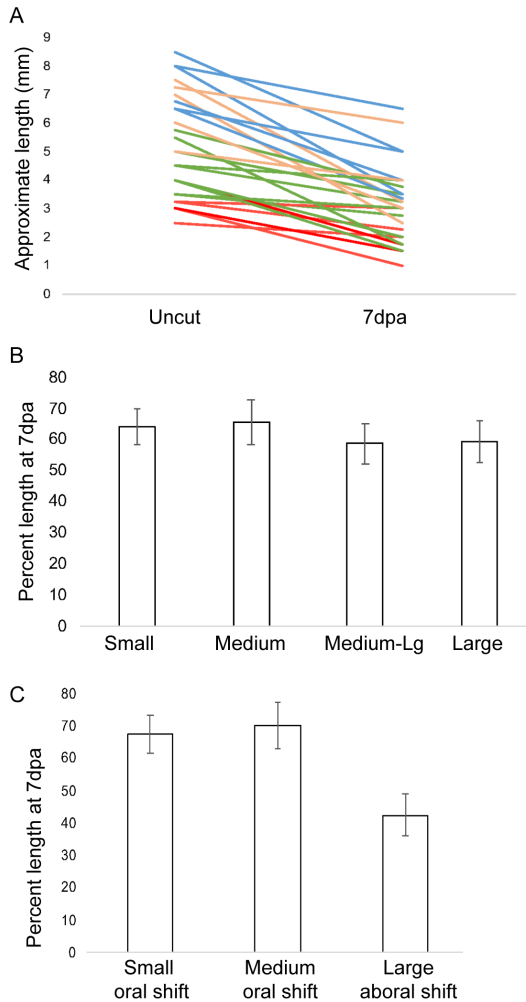 A
Approximate length (mm)
9
8
7
6
5
4
3
2
1
0
Uncut 7dpa
B
Percent length at 7dpa
80
70
60
50
40
30
20
10
0
Small Medium Medium-Lg Large
C
Percent length at 7dpa
80
70
60
50
40
30
20
10
0
Small Medium Large
oral shift oral shift aboral shift